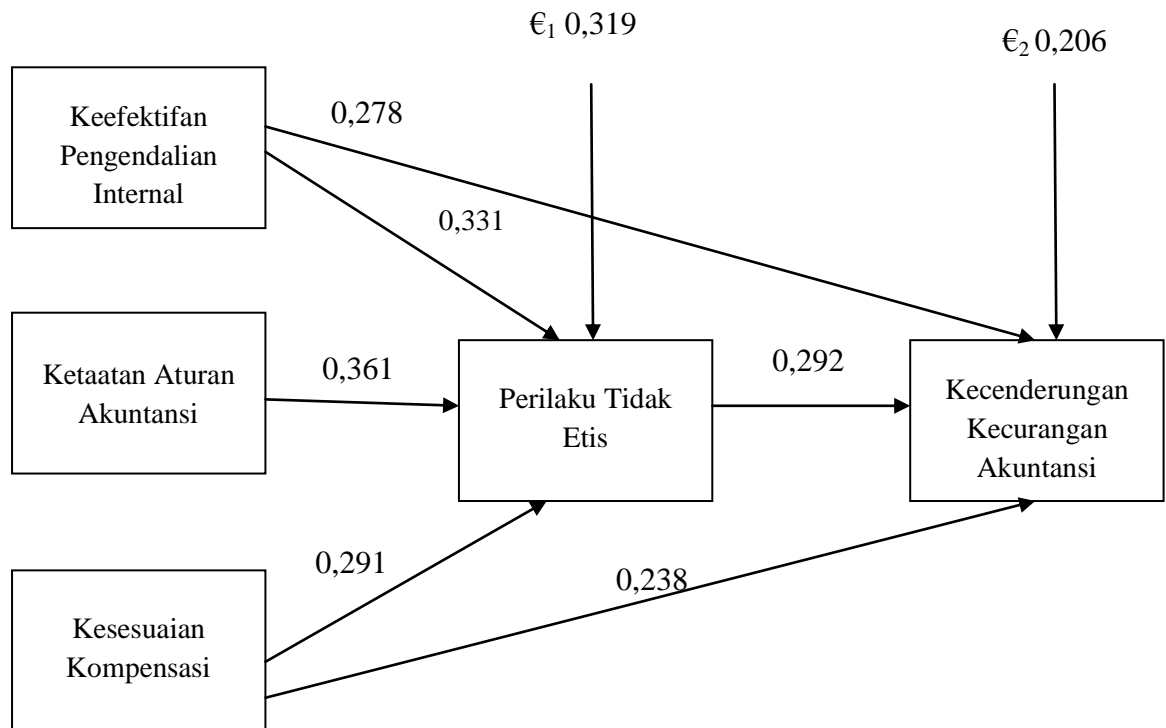 €₁ 0,319
€₂ 0,206
Keefektifan
Pengendalian
Internal
0,278
0,331
Ketaatan Aturan
Akuntansi
0,361
Perilaku Tidak
Etis
0,292
Kecenderungan
Kecurangan
Akuntansi
0,291
0,238
Kesesuaian
Kompensasi